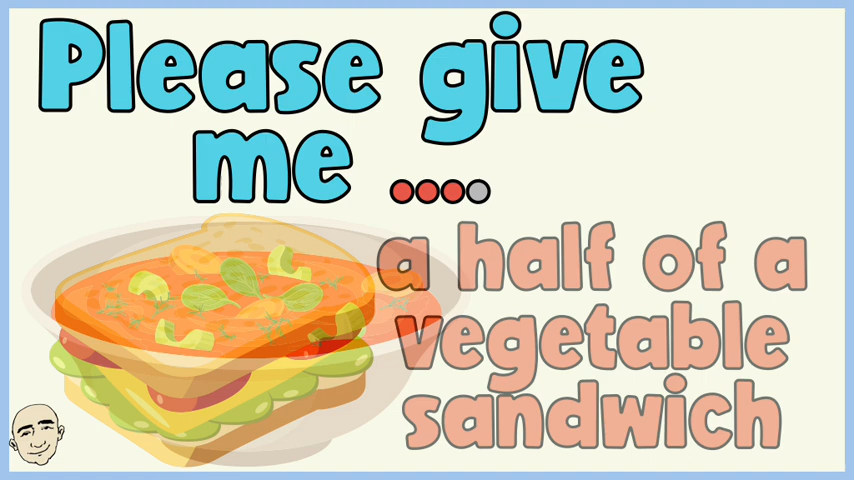 Please give
me ....
a half of a
vegetable
sandwich